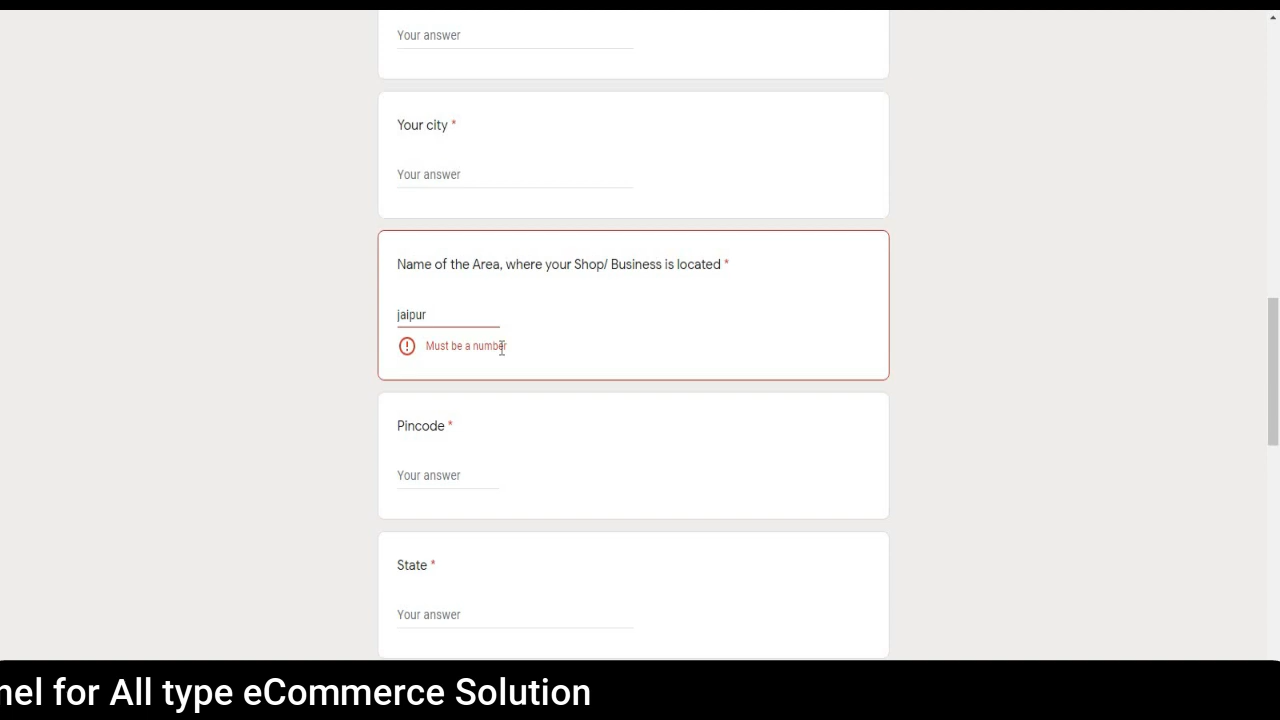 Your answer
Your city *
Your answer
Name of the Area, where your Shop/ Business is located *
jaipur
Must be a number
Pincode *
Your answer
State *
Your answer
nel for All type eCommerce Solution